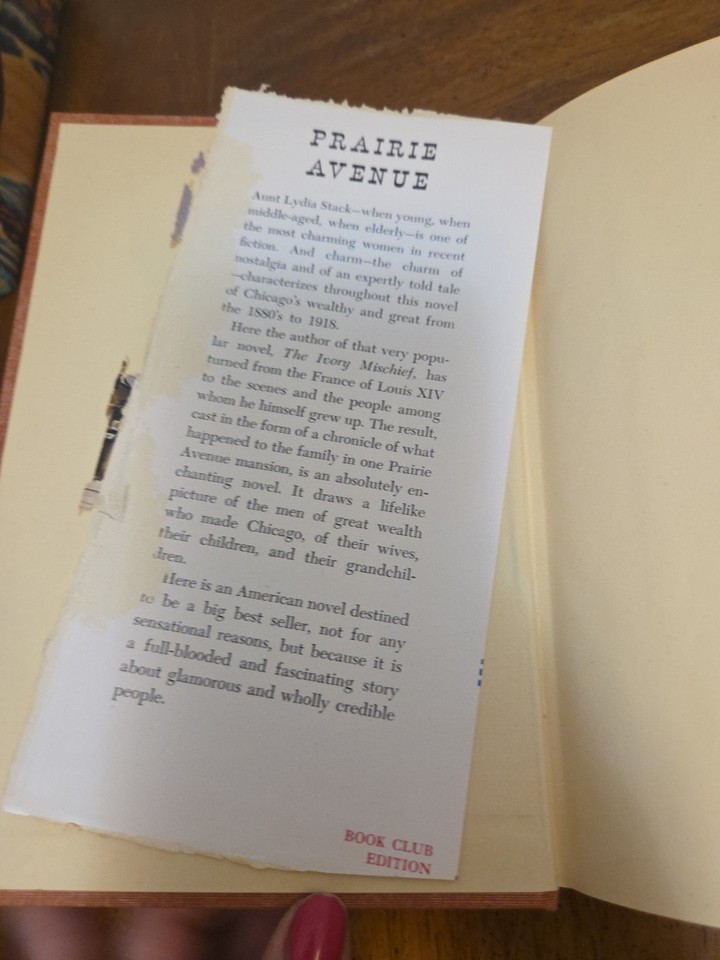 PRAIRIE
AVENUE
Aunt Lydia Stack—when young, when
middle-aged, when elderly—is one of
the most charming women in recent
fiction. And charm—the charm of
nostalgia and of an expertly told tale
—characterizes throughout this novel
of Chicago's wealthy and great from
the 1880's to 1918.
Here the author of that very popu-
lar novel, The Ivory Mischief, has
turned from the France of Louis XIV
to the scenes and the people among
whom he himself grew up. The result,
cast in the form of a chronicle of what
happened to the family in one Prairie
Avenue mansion, is an absolutely en-
chanting novel. It draws a lifelike
picture of the men of great wealth
who made Chicago, of their wives,
their children, and their grandchil-
dren.
Here is an American novel destined
to be a big best seller, not for any
sensational reasons, but because it is
a full-blooded and fascinating story
about glamorous and wholly credible
people.
BOOK CLUB
EDITION